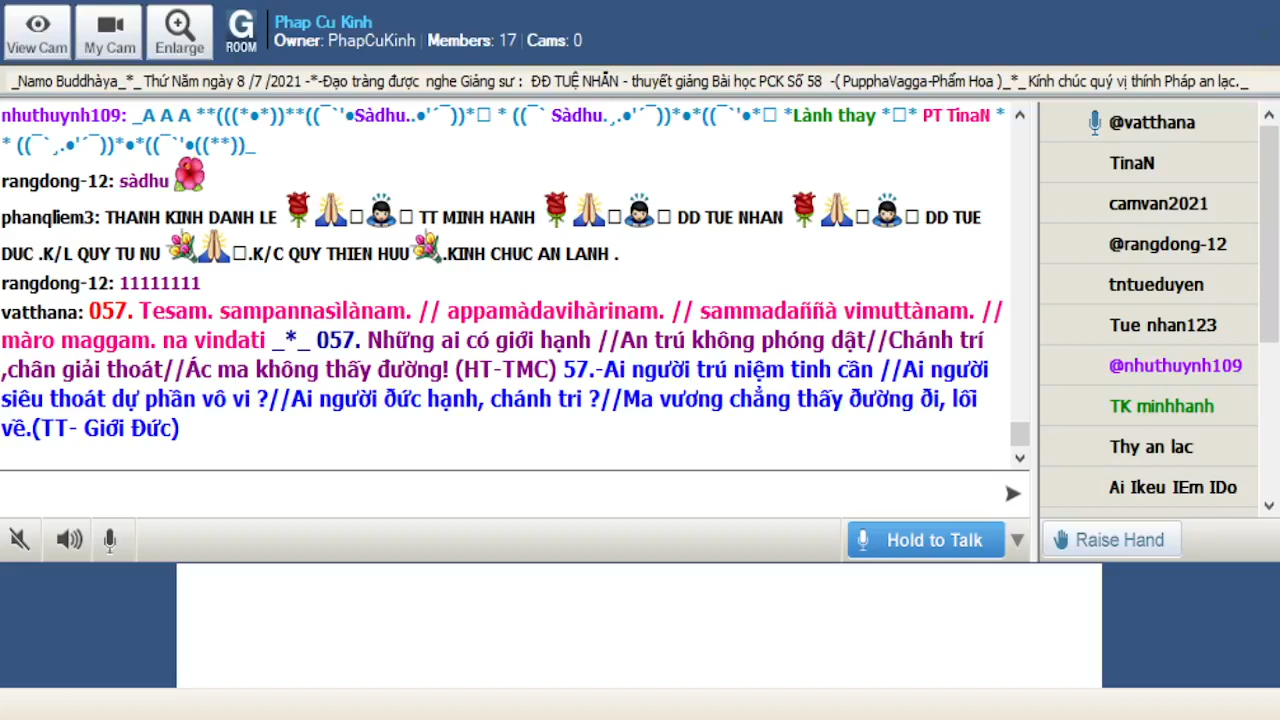 View Cam
My Cam
Enlarge
G
ROOM
Phap Cu Kinh
Owner: PhapCuKinh | Members: 17 | Cams: 0
_Namo Buddhàya_*_ Thứ Năm ngày 8 /7 /2021 -*-Đạo tràng được nghe Giảng sư : ĐĐ TUỆ NHẪN - thuyết giảng Bài học PCK Số 58 -( PupphaVagga-Phẩm Hoa )_*_Kính chúc quý vị thính Pháp an lạc._
nhuthuynh109: _A A A **(((*•*))**((¯`'•Sàdhu..•'´¯))*□ * ((¯` Sàdhu.¸.•'´¯))*•*((¯`'•*□ *Lành thay *□* PT TinaN *
* ((¯`¸.•'´¯))*•*((¯`'•((**))_
rangdong-12: sàdhu 🌺
phanqliem3: THANH KINH DANH LE 🌹🙏□🙇□ TT MINH HANH 🌹🙏□🙇□ DD TUE NHAN 🌹🙏□🙇□ DD TUE
DUC .K/L QUY TU NU 💐🙏□.K/C QUY THIEN HUU💐.KINH CHUC AN LANH .
rangdong-12: 11111111
vatthana: 057. Tesam. sampannasìlànam. // appamàdavihàrinam. // sammadaññà vimuttànam. //
màro maggam. na vindati _*_ 057. Những ai có giới hạnh //An trú không phóng dật//Chánh trí
,chân giải thoát//Ác ma không thấy đường! (HT-TMC) 57.-Ai người trú niệm tinh cần //Ai người
siêu thoát dự phần vô vi ?//Ai người ðức hạnh, chánh tri ?//Ma vương chẳng thấy ðường ði, lối
về.(TT- Giới Đức)
Hold to Talk
@vatthana
TinaN
camvan2021
@rangdong-12
tntueduyen
Tue nhan123
@nhuthuynh109
TK minhhanh
Thy an lac
Ai Ikeu IEm IDo
Raise Hand